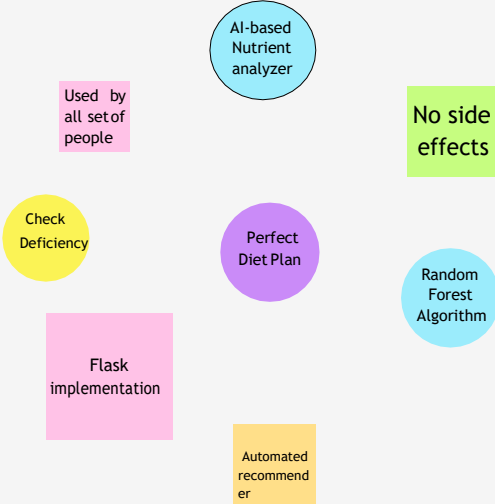 AI-based
Nutrient
analyzer
Used by
all set of
people
No side
effects
Check
Deficiency
Perfect
Diet Plan
Random
Forest
Algorithm
Flask
implementation
Automated
recommend
er